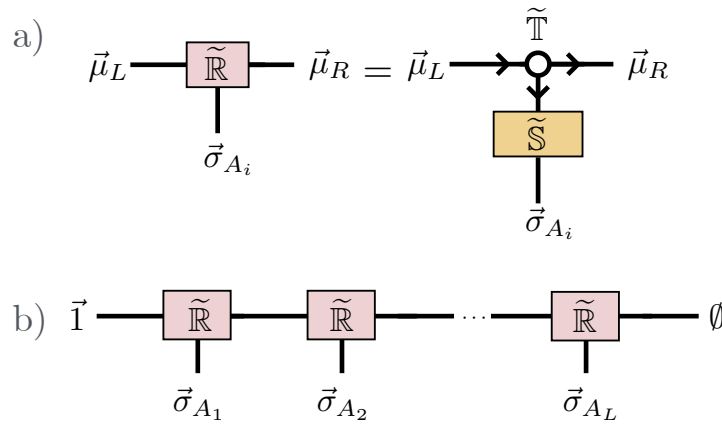 a) μ⃗_L ℝ̃ μ⃗_R = μ⃗_L 𝕋̃ μ⃗_R
𝕊̃
σ⃗_{A_i} σ⃗_{A_i}
b) 1⃗ ℝ̃ ℝ̃ ··· ℝ̃ ∅
σ⃗_{A_1} σ⃗_{A_2} σ⃗_{A_L}